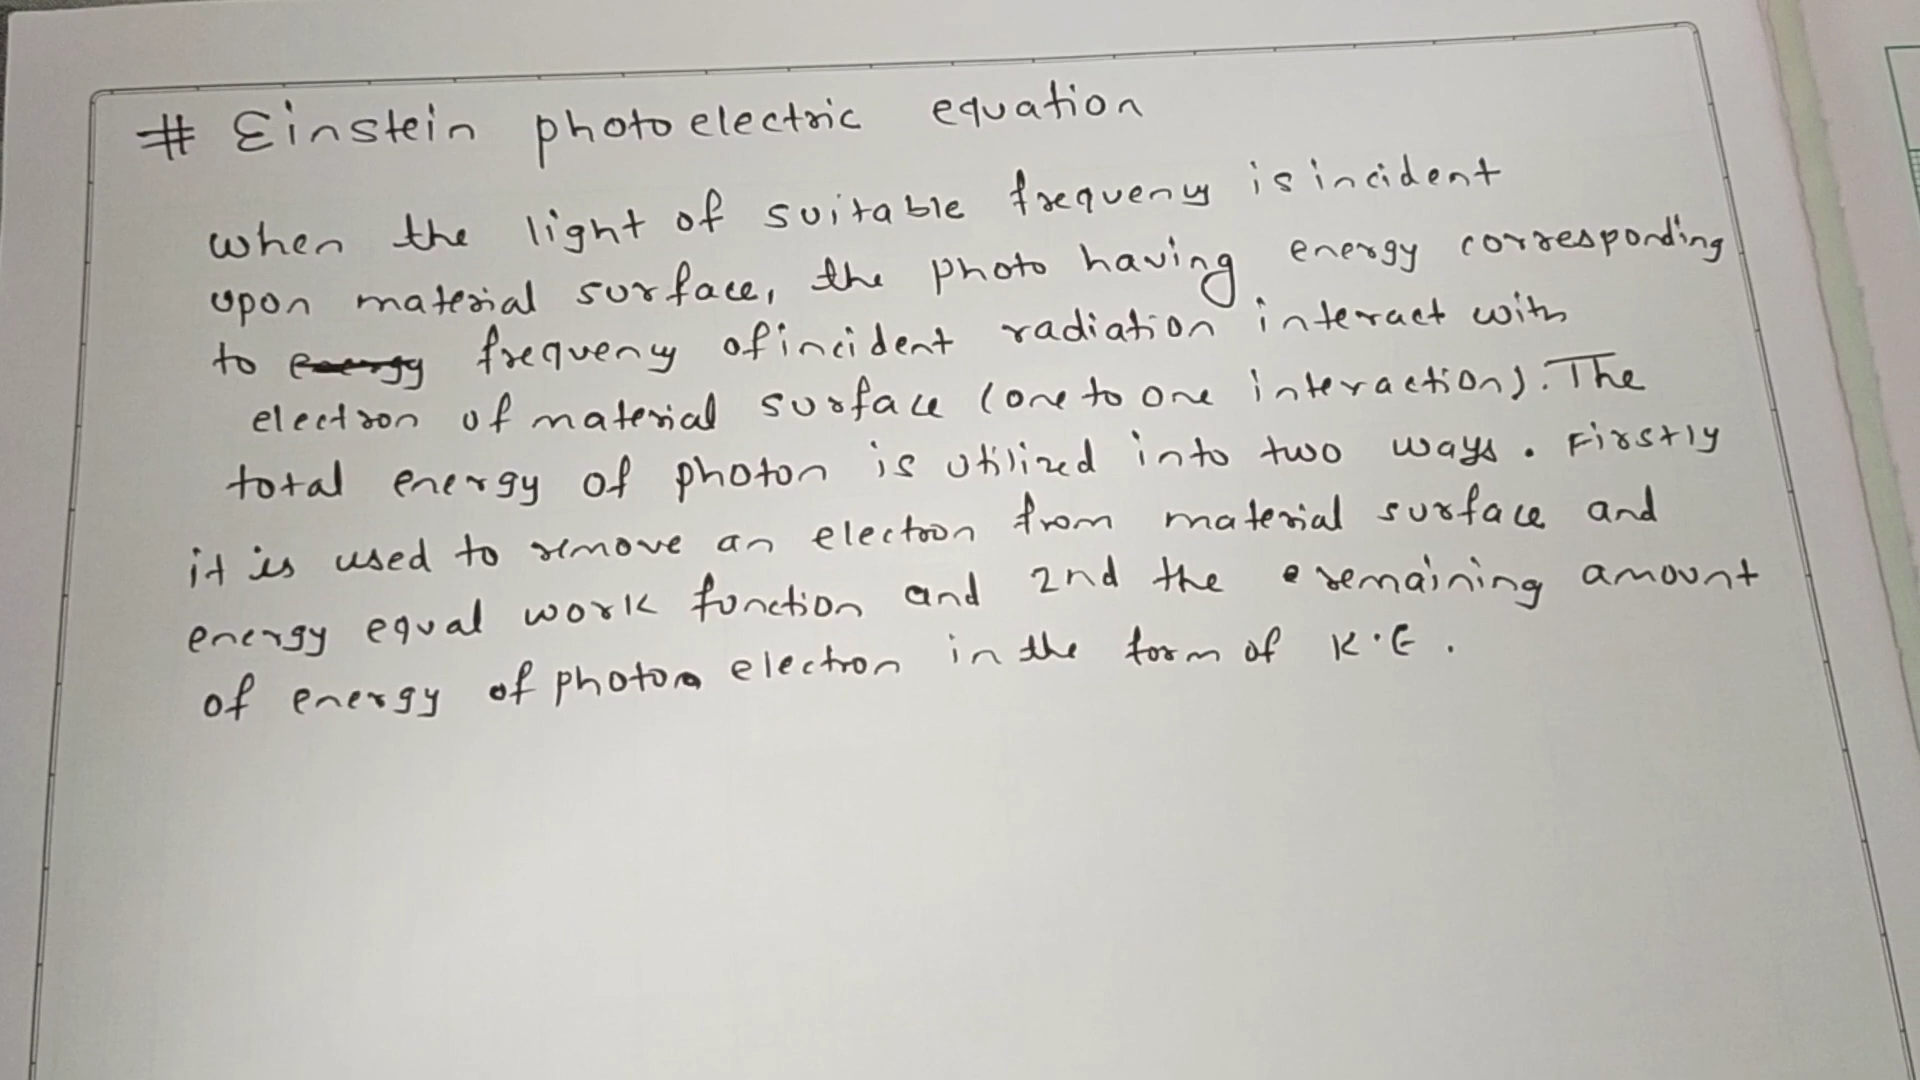 # Einstein photoelectric equation
when the light of suitable frequency is incident
upon material surface, the photo having energy corresponding
to energy frequency of incident radiation interact with
electron of material surface (one to one interaction). The
total energy of photon is utilized into two ways. Firstly
it is used to remove an electron from material surface and
energy equal work function and 2nd the remaining amount
of energy of photon electron in the form of K.E.